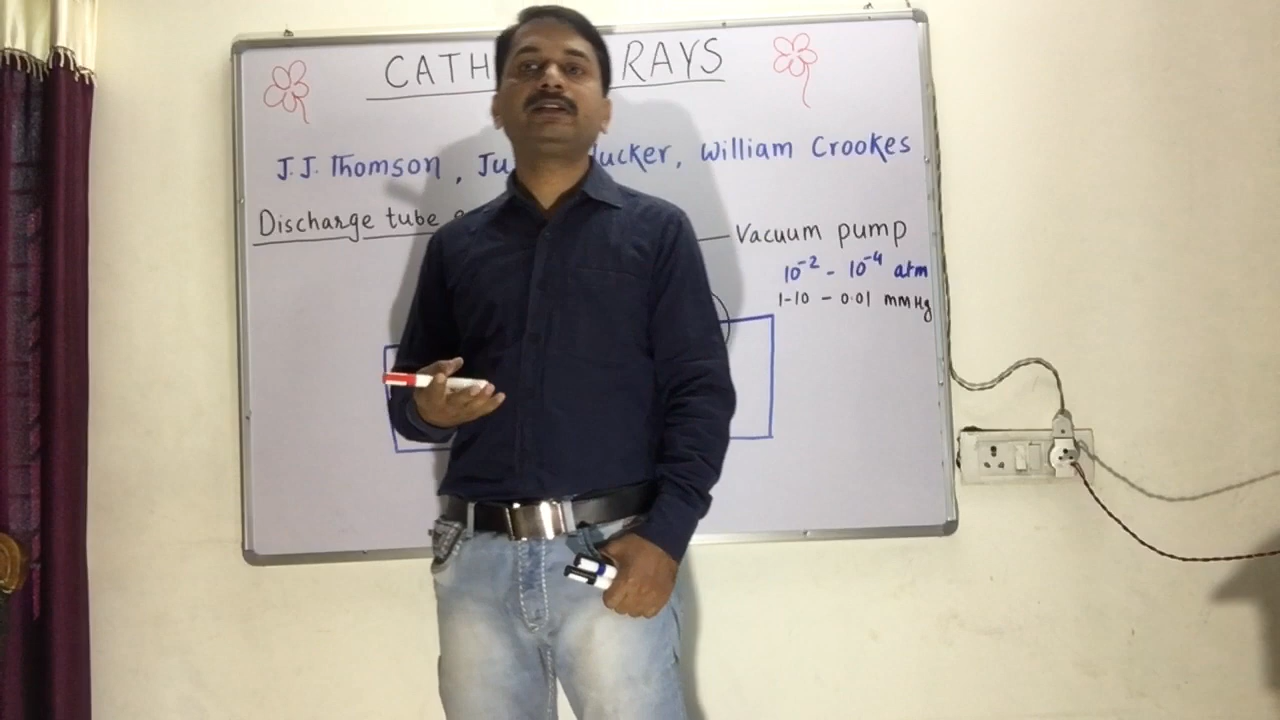 CATH RAYS
J.J. Thomson, Ju lucker, William Crookes
Discharge tube
Vacuum pump
10⁻² - 10⁻⁴ atm
1-10 - 0.01 mmHg